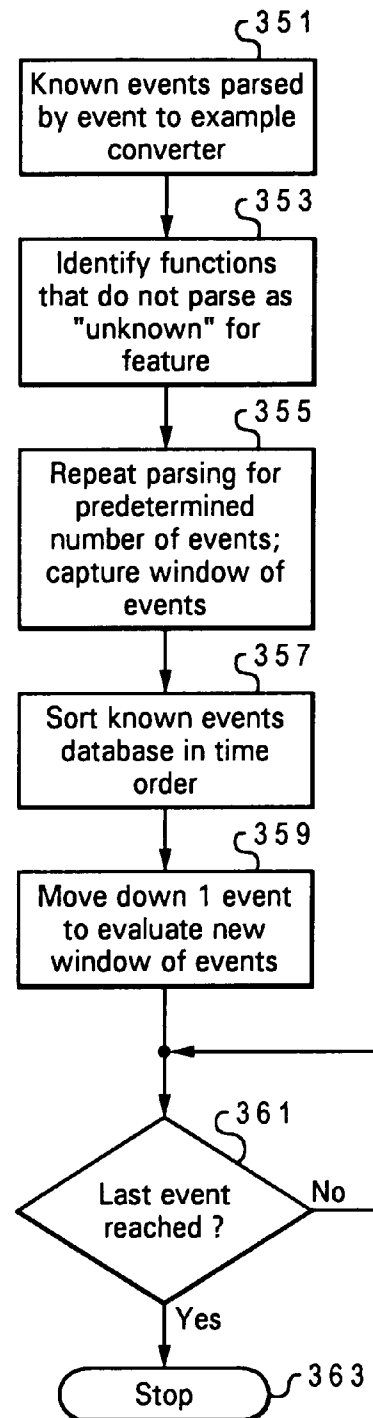 351
Known events parsed
by event to example
converter
353
Identify functions
that do not parse as
"unknown" for
feature
355
Repeat parsing for
predetermined
number of events;
capture window of
events
357
Sort known events
database in time
order
359
Move down 1 event
to evaluate new
window of events
361
Last event
reached ?
No
Yes
Stop
363